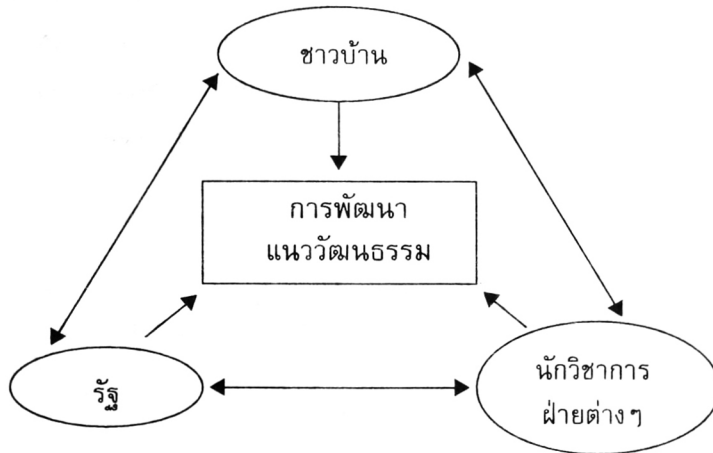 ชาวบ้าน
การพัฒนา
แนววัฒนธรรม
รัฐ
นักวิชาการ
ฝ่ายต่างๆ